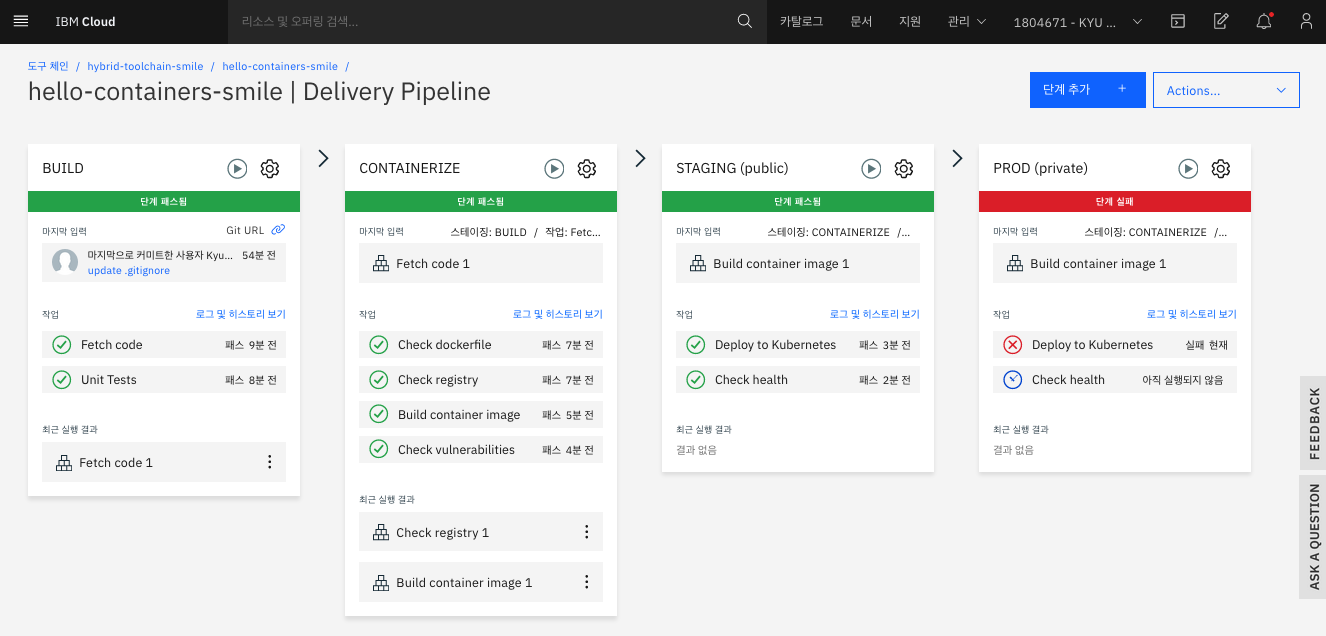 IBM Cloud
리소스 및 오퍼링 검색...
카탈로그
문서
지원
관리
1804671 - KYU ...
도구 체인 / hybrid-toolchain-smile / hello-containers-smile /
hello-containers-smile | Delivery Pipeline
단계 추가 +
Actions...
BUILD
단계 패스됨
마지막 입력
Git URL
마지막으로 커미트한 사용자 Kyu... 54분 전
update .gitignore
작업
로그 및 히스토리 보기
Fetch code 패스 9분 전
Unit Tests 패스 8분 전
최근 실행 결과
Fetch code 1
CONTAINERIZE
단계 패스됨
마지막 입력
스테이징: BUILD / 작업: Fetc...
Fetch code 1
작업
로그 및 히스토리 보기
Check dockerfile 패스 7분 전
Check registry 패스 7분 전
Build container image 패스 5분 전
Check vulnerabilities 패스 4분 전
최근 실행 결과
Check registry 1
Build container image 1
STAGING (public)
단계 패스됨
마지막 입력
스테이징: CONTAINERIZE /...
Build container image 1
작업
로그 및 히스토리 보기
Deploy to Kubernetes 패스 3분 전
Check health 패스 2분 전
최근 실행 결과
결과 없음
PROD (private)
단계 실패
마지막 입력
스테이징: CONTAINERIZE /...
Build container image 1
작업
로그 및 히스토리 보기
Deploy to Kubernetes 실패 현재
Check health 아직 실행되지 않음
최근 실행 결과
결과 없음
FEEDBACK
ASK A QUESTION